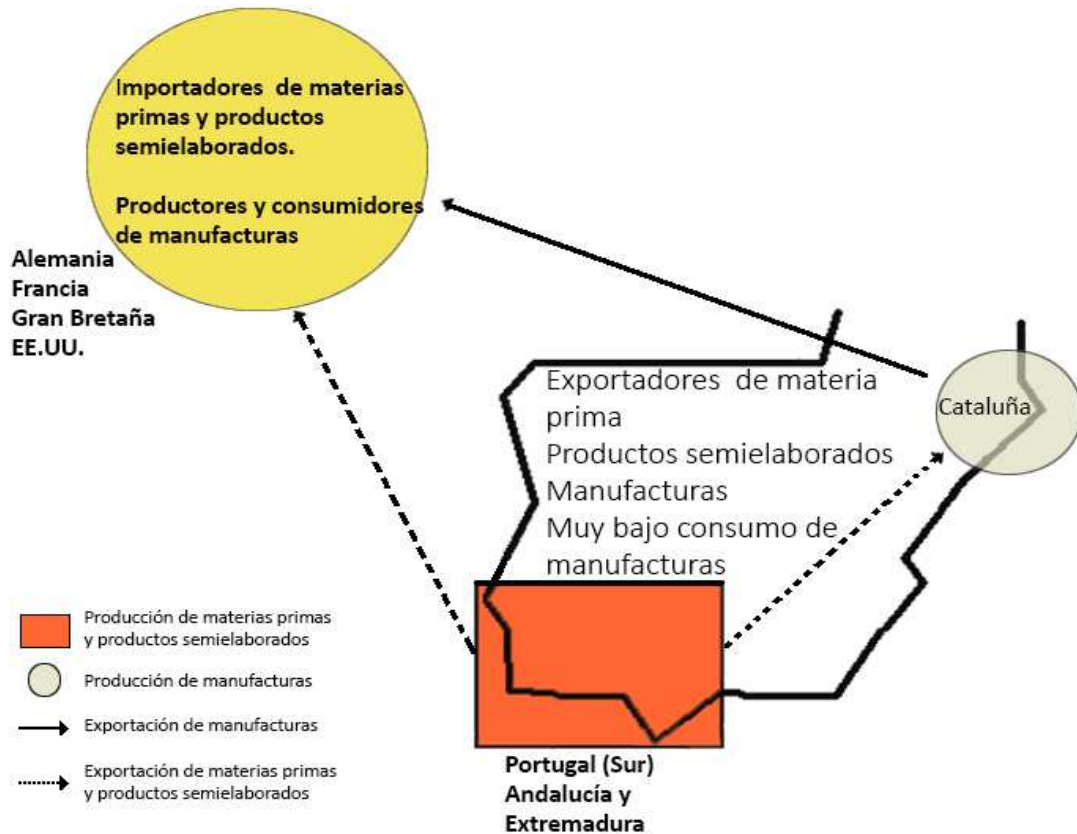 Importadores de materias
primas y productos
semielaborados.
Productores y consumidores
de manufacturas
Alemania
Francia
Gran Bretaña
EE.UU.
Exportadores de materia
prima
Productos semielaborados
Manufacturas
Muy bajo consumo de
manufacturas
Cataluña
Producción de materias primas
y productos semielaborados
Producción de manufacturas
Exportación de manufacturas
Exportación de materias primas
y productos semielaborados
Portugal (Sur)
Andalucía y
Extremadura